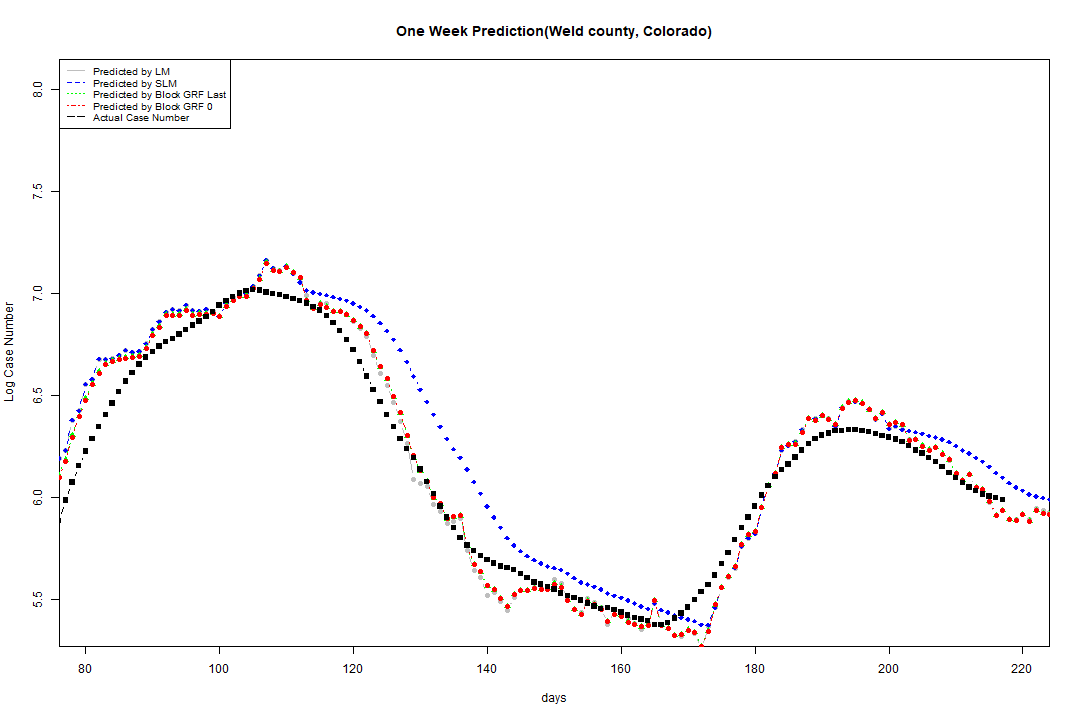 One Week Prediction(Weld county, Colorado)
Predicted by LM
Predicted by SLM
Predicted by Block GRF Last
Predicted by Block GRF 0
Actual Case Number
8.0
7.5
7.0
6.5
6.0
5.5
Log Case Number
80 100 120 140 160 180 200 220
days